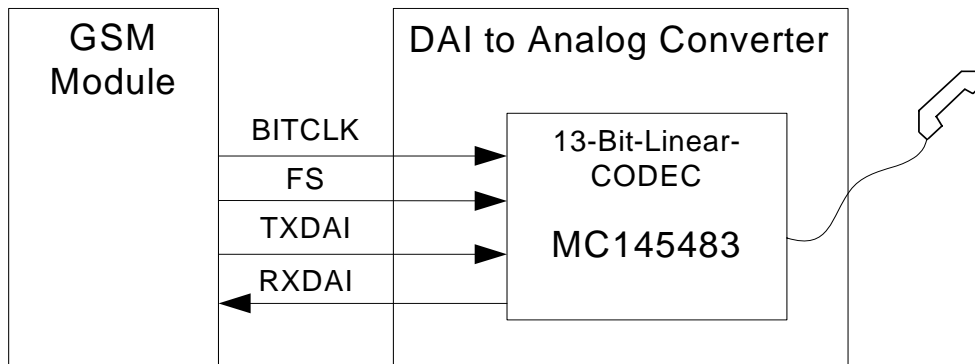 GSM
Module
DAI to Analog Converter
BITCLK
FS
TXDAI
RXDAI
13-Bit-Linear-
CODEC
MC145483